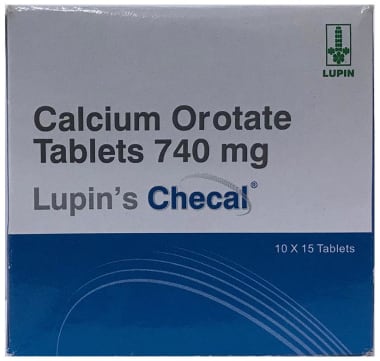 LUPIN
Calcium Orotate
Tablets 740 mg
Lupin's Checal®
10 X 15 Tablets